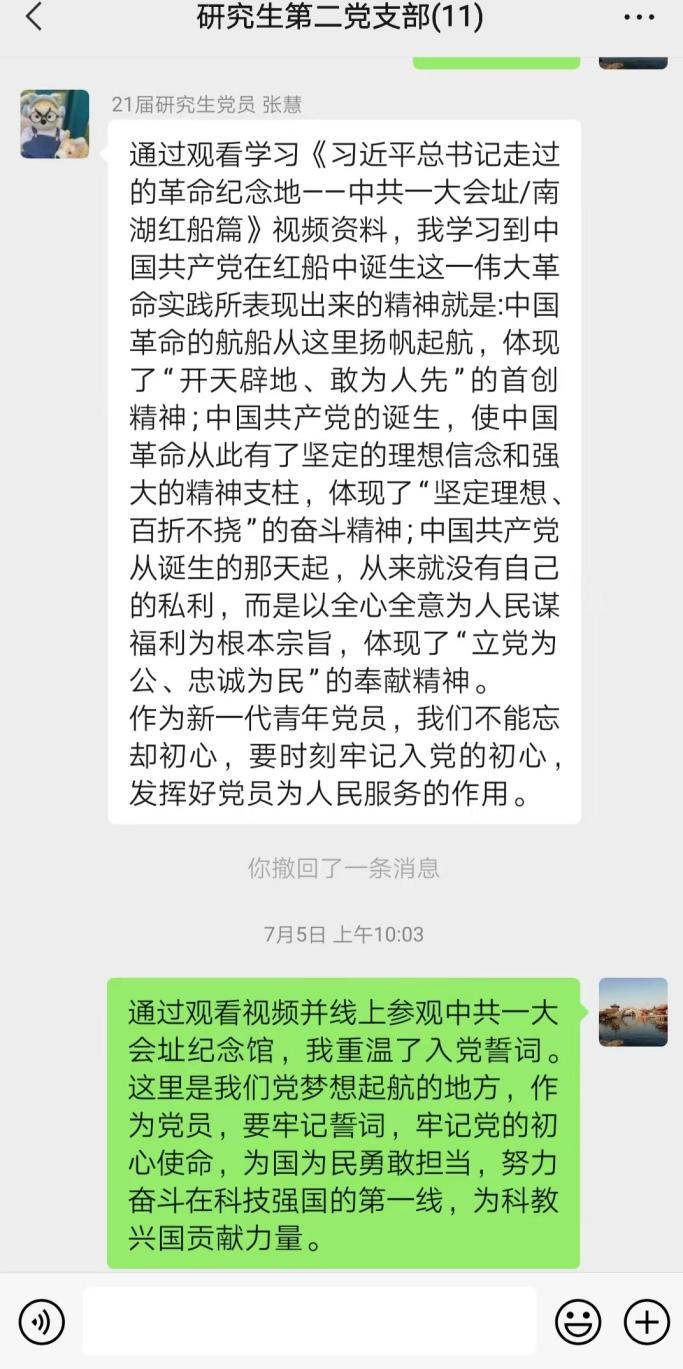 研究生第二党支部(11)
21届研究生党员 张慧
通过观看学习《习近平总书记走过
的革命纪念地——中共一大会址/南
湖红船篇》视频资料，我学习到中
国共产党在红船中诞生这一伟大革
命实践所表现出来的精神就是:中国
革命的航船从这里扬帆起航，体现
了“开天辟地、敢为人先”的首创
精神;中国共产党的诞生，使中国
革命从此有了坚定的理想信念和强
大的精神支柱，体现了“坚定理想、
百折不挠”的奋斗精神;中国共产党
从诞生的那天起，从来就没有自己
的私利，而是以全心全意为人民谋
福利为根本宗旨，体现了“立党为
公、忠诚为民”的奉献精神。
作为新一代青年党员，我们不能忘
却初心，要时刻牢记入党的初心，
发挥好党员为人民服务的作用。
你撤回了一条消息
7月5日 上午10:03
通过观看视频并线上参观中共一大
会址纪念馆，我重温了入党誓词。
这里是我们党梦想起航的地方，作
为党员，要牢记誓词，牢记党的初
心使命，为国为民勇敢担当，努力
奋斗在科技强国的第一线，为科教
兴国贡献力量。